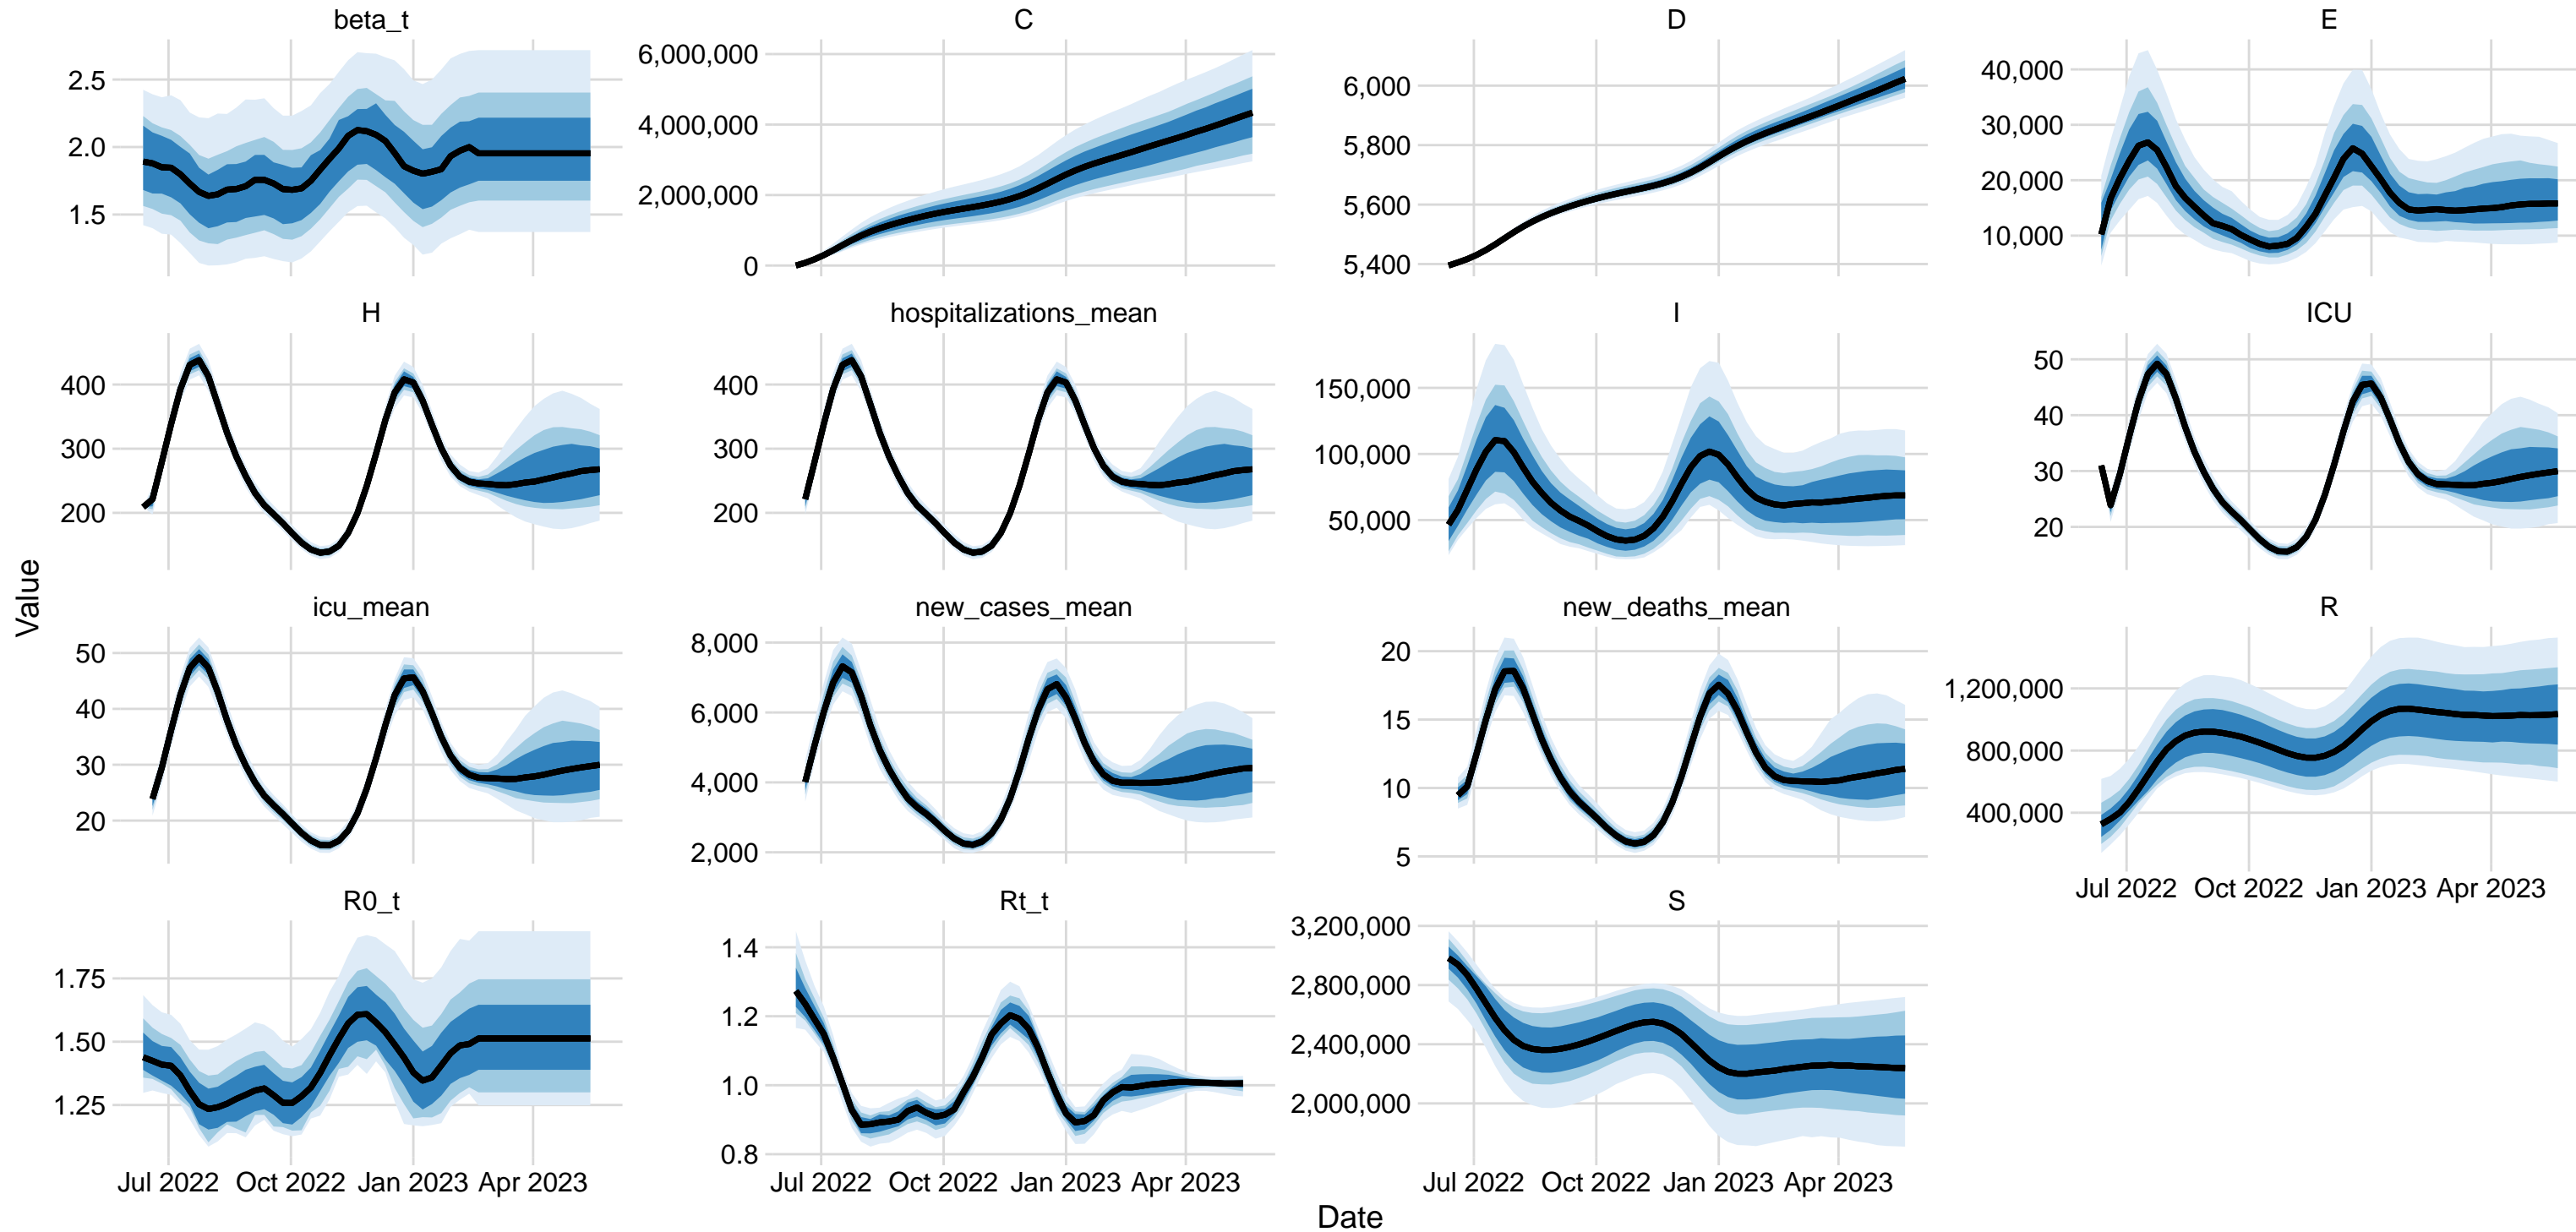 beta_t
C
D
E
2.5
2.0
1.5
6,000,000
4,000,000
2,000,000
0
6,000
5,800
5,600
5,400
40,000
30,000
20,000
10,000
H
hospitalizations_mean
I
ICU
400
300
200
400
300
200
150,000
100,000
50,000
50
40
30
20
Value
icu_mean
new_cases_mean
new_deaths_mean
R
50
40
30
20
8,000
6,000
4,000
2,000
20
15
10
5
1,200,000
800,000
400,000
Jul 2022 Oct 2022 Jan 2023 Apr 2023
R0_t
Rt_t
S
1.75
1.50
1.25
1.4
1.2
1.0
0.8
3,200,000
2,800,000
2,400,000
2,000,000
Jul 2022 Oct 2022 Jan 2023 Apr 2023
Jul 2022 Oct 2022 Jan 2023 Apr 2023
Jul 2022 Oct 2022 Jan 2023 Apr 2023
Date